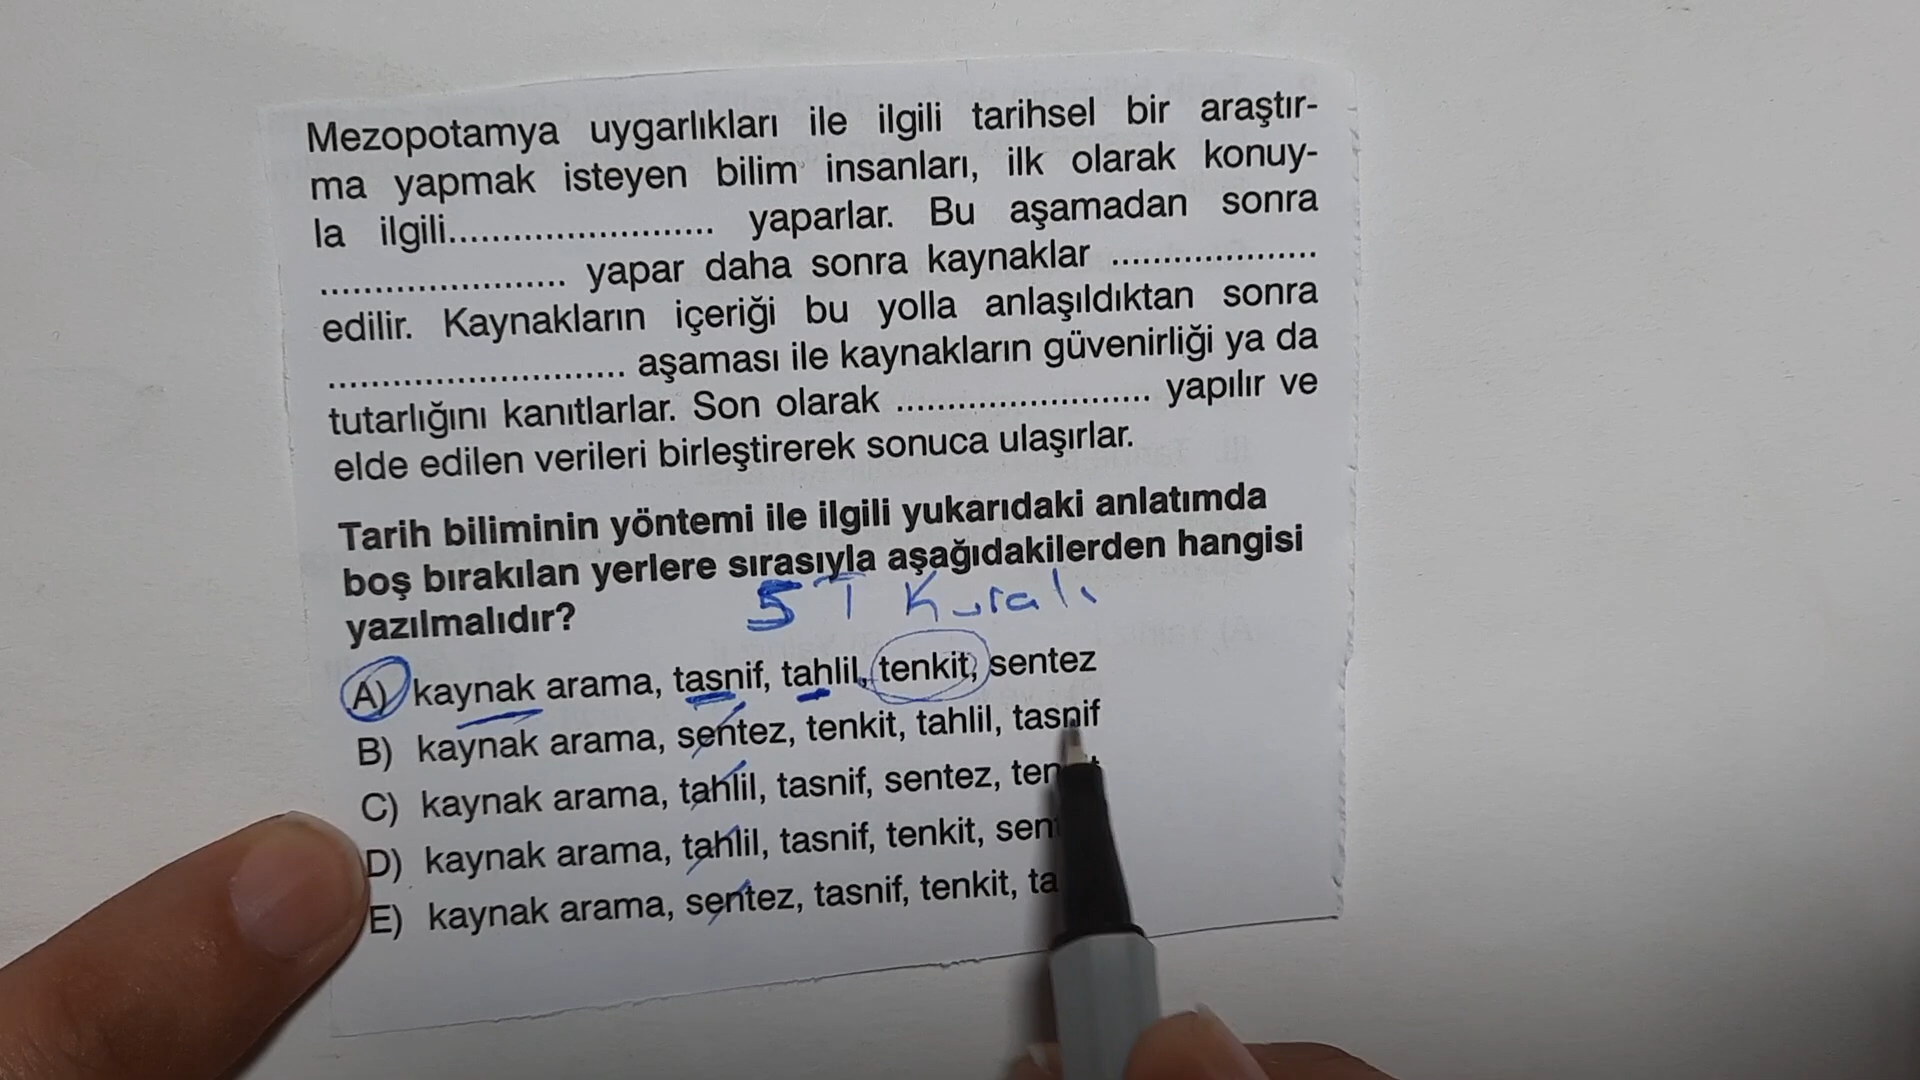 Mezopotamya uygarlıkları ile ilgili tarihsel bir araştır-
ma yapmak isteyen bilim insanları, ilk olarak konuy-
la ilgili......................... yaparlar. Bu aşamadan sonra
....................... yapar daha sonra kaynaklar ...................
edilir. Kaynakların içeriği bu yolla anlaşıldıktan sonra
............................ aşaması ile kaynakların güvenirliği ya da
tutarlığını kanıtlarlar. Son olarak ........................ yapılır ve
elde edilen verileri birleştirerek sonuca ulaşırlar.
Tarih biliminin yöntemi ile ilgili yukarıdaki anlatımda
boş bırakılan yerlere sırasıyla aşağıdakilerden hangisi
yazılmalıdır?
5T Kuralı
A) kaynak arama, tasnif, tahlil, tenkit, sentez
B) kaynak arama, sentez, tenkit, tahlil, tasnif
C) kaynak arama, tahlil, tasnif, sentez,
D) kaynak arama, tahlil, tasnif, tenkit,
E) kaynak arama, sentez, tasnif, tenkit,